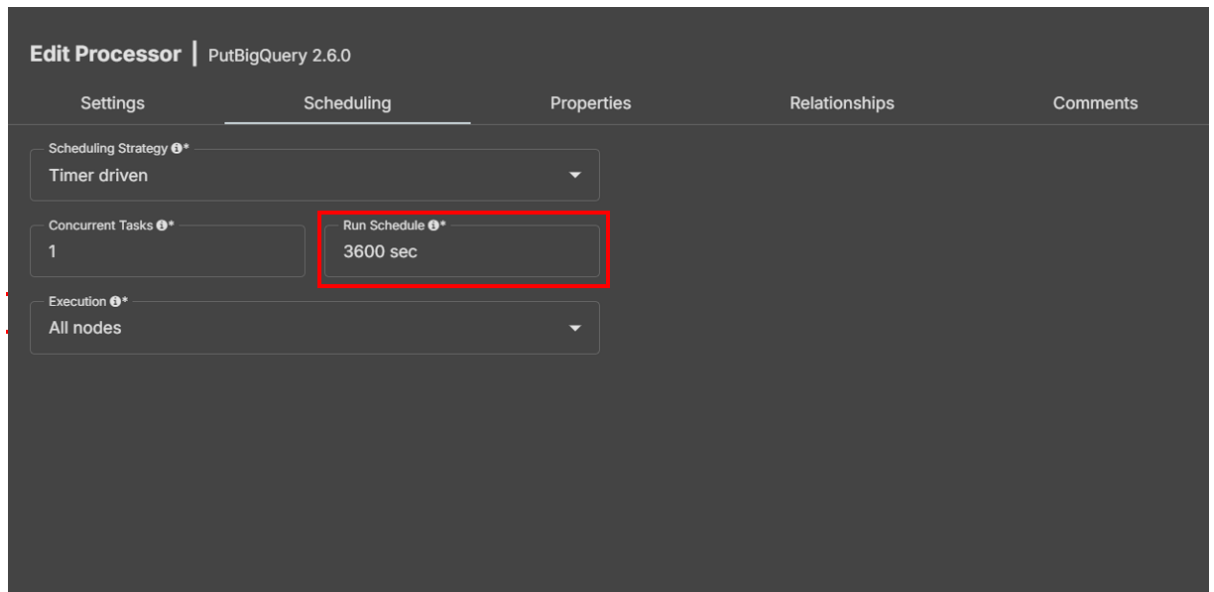 Edit Processor | PutBigQuery 2.6.0
Settings Scheduling Properties Relationships Comments
Scheduling Strategy *
Timer driven
Concurrent Tasks * Run Schedule *
1 3600 sec
Execution *
All nodes